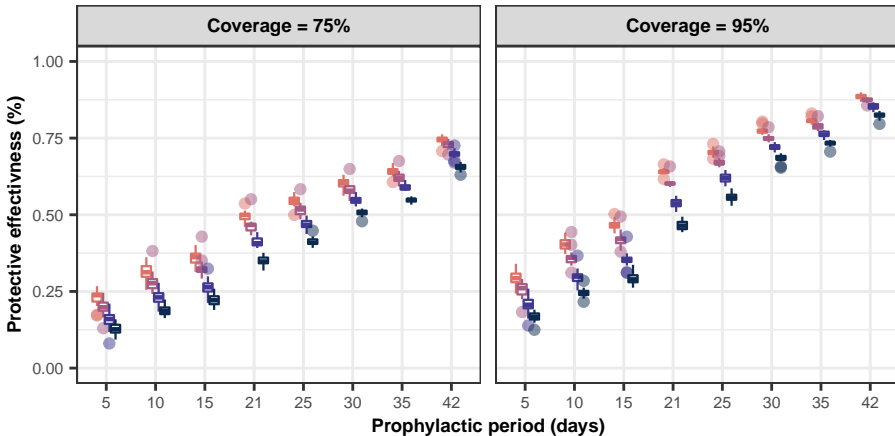 Coverage = 75%
Coverage = 95%
Protective effectivness (%)
1.00
0.75
0.50
0.25
0.00
5 10 15 21 25 30 35 42
5 10 15 21 25 30 35 42
Prophylactic period (days)